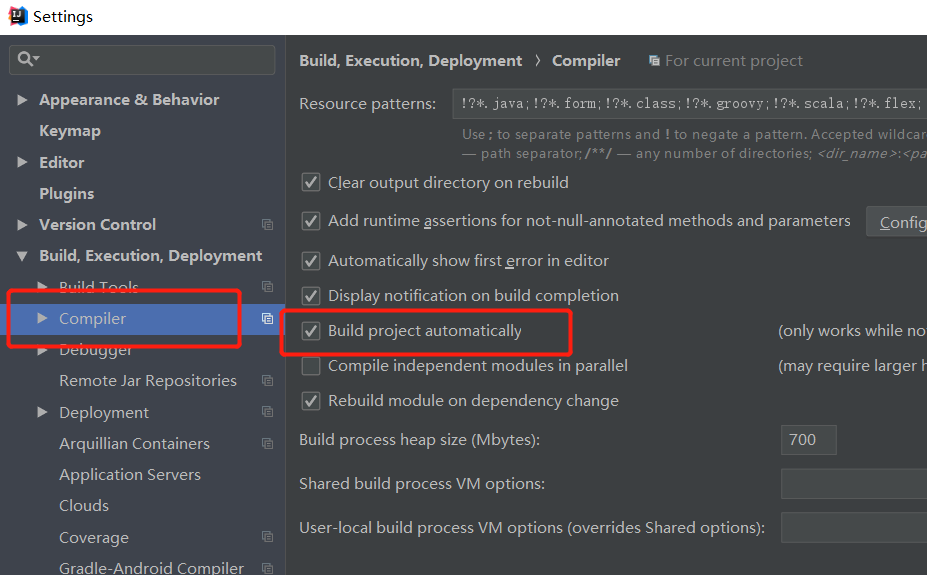 Settings
Appearance & Behavior
Keymap
Editor
Plugins
Version Control
Build, Execution, Deployment
Build Tools
Compiler
Debugger
Remote Jar Repositories
Deployment
Arquillian Containers
Application Servers
Clouds
Coverage
Gradle-Android Compiler
Build, Execution, Deployment › Compiler For current project
Resource patterns: !?*.java;!?*.form;!?*.class;!?*.groovy;!?*.scala;!?*.flex;
Use ; to separate patterns and ! to negate a pattern. Accepted wildcar
— path separator; /**/ — any number of directories; <dir_name>:<pa
Clear output directory on rebuild
Add runtime assertions for not-null-annotated methods and parameters Config
Automatically show first error in editor
Display notification on build completion
Build project automatically (only works while no
Compile independent modules in parallel (may require larger h
Rebuild module on dependency change
Build process heap size (Mbytes): 700
Shared build process VM options:
User-local build process VM options (overrides Shared options):